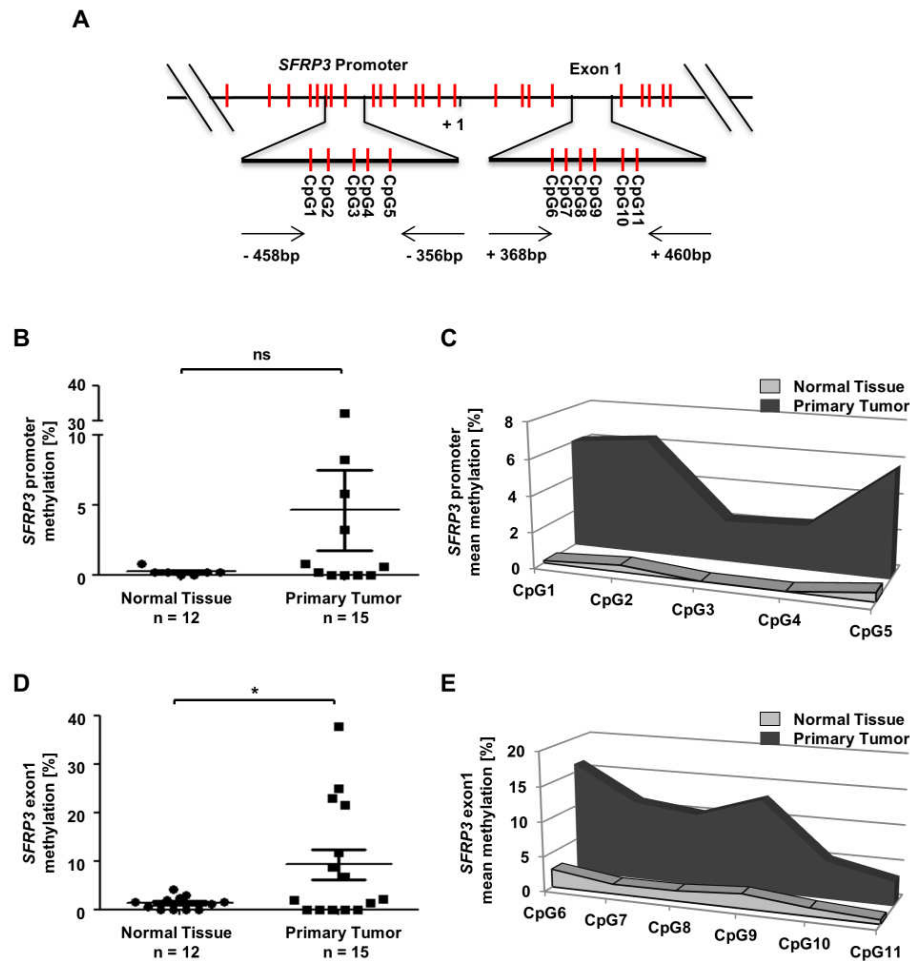 A
SFRP3 Promoter
Exon 1
+ 1
CpG1
CpG2
CpG3
CpG4
CpG5
CpG6
CpG7
CpG8
CpG9
CpG10
CpG11
- 458bp
- 356bp
+ 368bp
+ 460bp
B
ns
40
30
10
5
0
SFRP3 promoter
methylation [%]
Normal Tissue
n = 12
Primary Tumor
n = 15
C
Normal Tissue
Primary Tumor
8
6
4
2
0
SFRP3 promoter
mean methylation [%]
CpG1
CpG2
CpG3
CpG4
CpG5
D
*
40
30
20
10
0
SFRP3 exon1
methylation [%]
Normal Tissue
n = 12
Primary Tumor
n = 15
E
Normal Tissue
Primary Tumor
20
15
10
5
0
SFRP3 exon1
mean methylation [%]
CpG6
CpG7
CpG8
CpG9
CpG10
CpG11